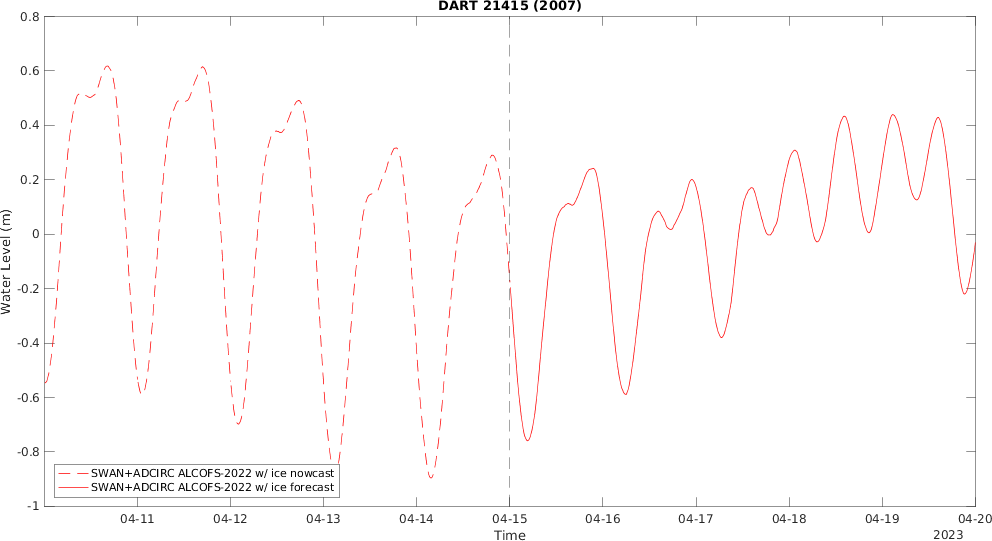 DART 21415 (2007)
0.8
0.6
0.4
0.2
0
-0.2
-0.4
-0.6
-0.8
-1
Water Level (m)
SWAN+ADCIRC ALCOFS-2022 w/ ice nowcast
SWAN+ADCIRC ALCOFS-2022 w/ ice forecast
04-11 04-12 04-13 04-14 04-15 04-16 04-17 04-18 04-19 04-20
Time
2023